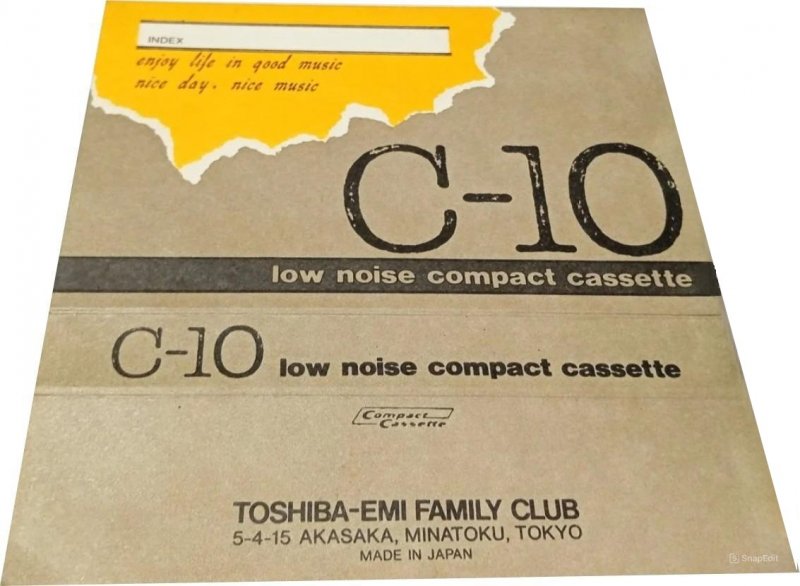 INDEX
enjoy life in good music
nice day. nice music
C-10
low noise compact cassette
C-10 low noise compact cassette
Compact
Cassette
TOSHIBA-EMI FAMILY CLUB
5-4-15 AKASAKA, MINATOKU, TOKYO
MADE IN JAPAN
SnapEdit